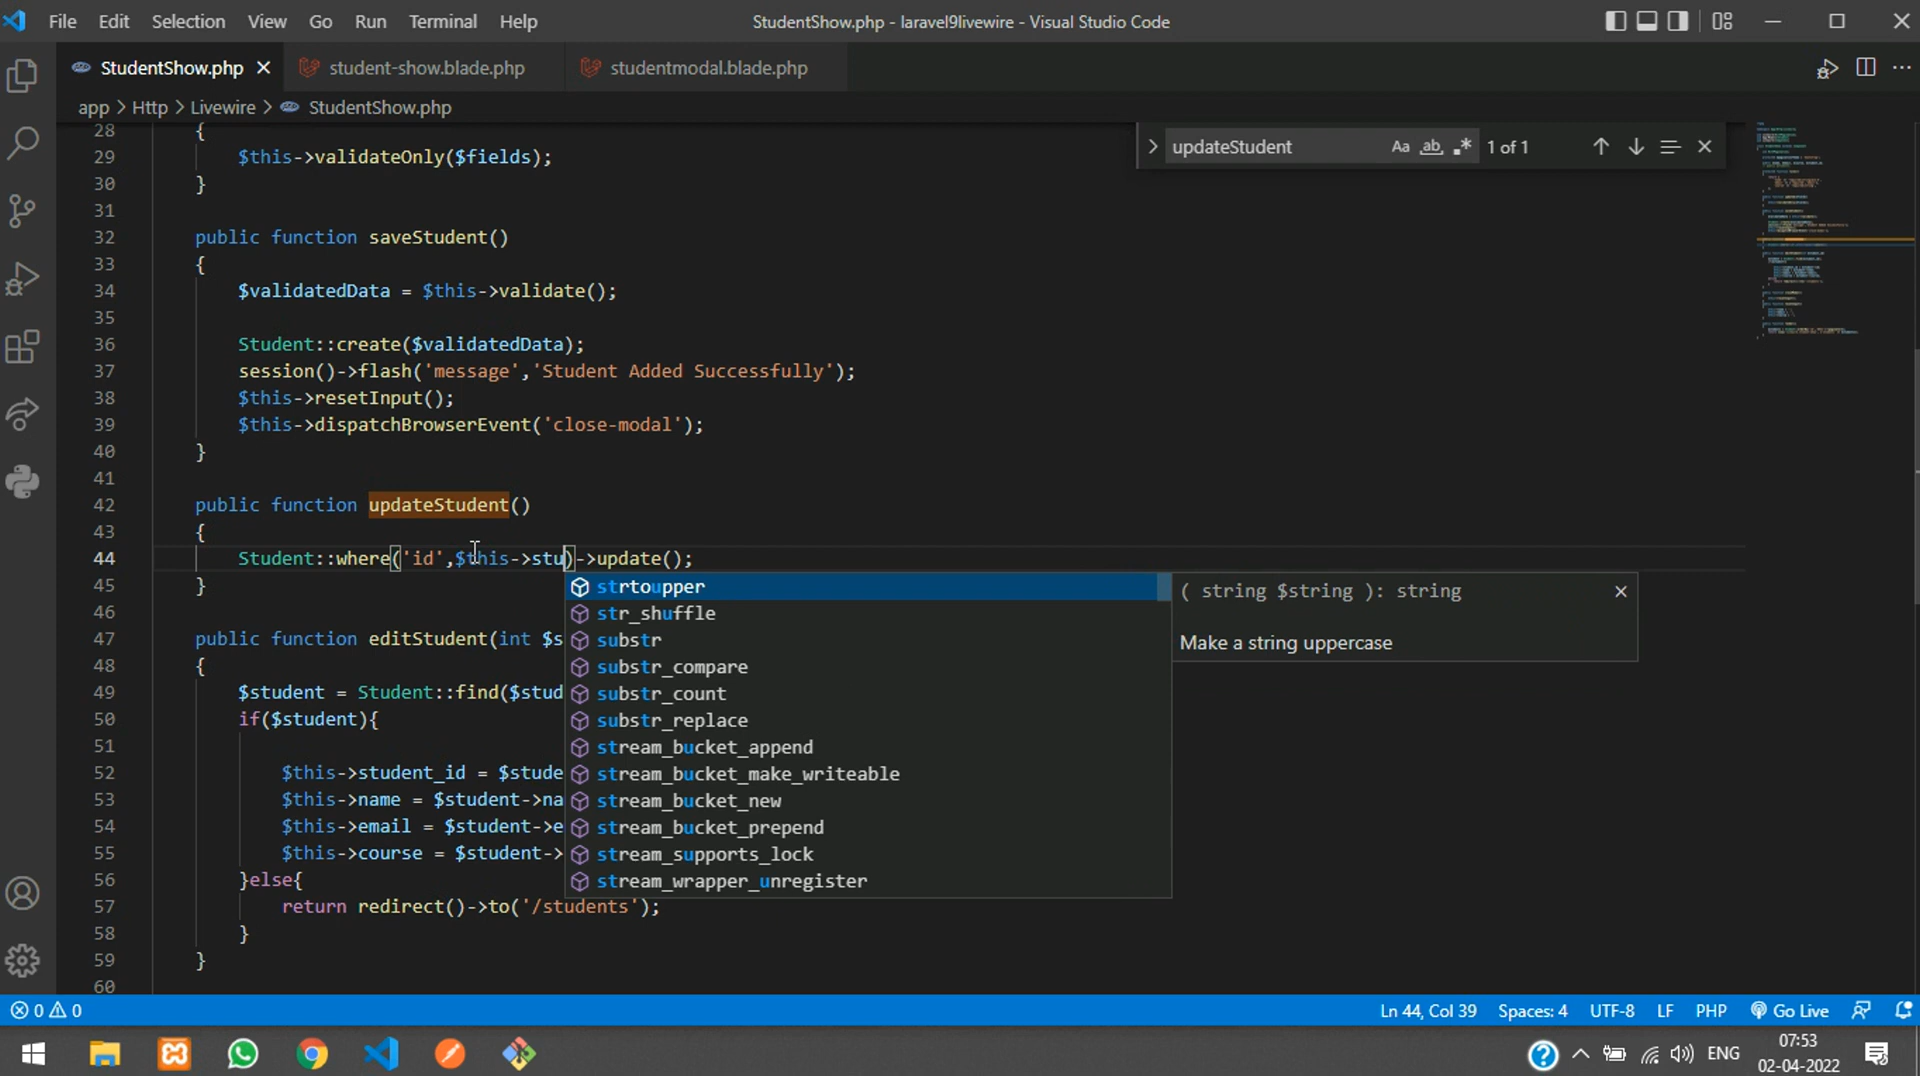 File Edit Selection View Go Run Terminal Help StudentShow.php - laravel9livewire - Visual Studio Code
StudentShow.php student-show.blade.php studentmodal.blade.php
app > Http > Livewire > StudentShow.php
updateStudent Aa ab 1 of 1
28 {
29 $this->validateOnly($fields);
30 }
31
32 public function saveStudent()
33 {
34 $validatedData = $this->validate();
35
36 Student::create($validatedData);
37 session()->flash('message','Student Added Successfully');
38 $this->resetInput();
39 $this->dispatchBrowserEvent('close-modal');
40 }
41
42 public function updateStudent()
43 {
44 Student::where('id',$this->stu)->update();
45 }
46
47 public function editStudent(int $s
48 {
49 $student = Student::find($stud
50 if($student){
51
52 $this->student_id = $stude
53 $this->name = $student->na
54 $this->email = $student->e
55 $this->course = $student->
56 }else{
57 return redirect()->to('/students');
58 }
59 }
60
strtoupper
str_shuffle
substr
substr_compare
substr_count
substr_replace
stream_bucket_append
stream_bucket_make_writeable
stream_bucket_new
stream_bucket_prepend
stream_supports_lock
stream_wrapper_unregister
( string $string ): string
Make a string uppercase
0 0 Ln 44, Col 39 Spaces: 4 UTF-8 LF PHP Go Live
ENG 07:53
02-04-2022